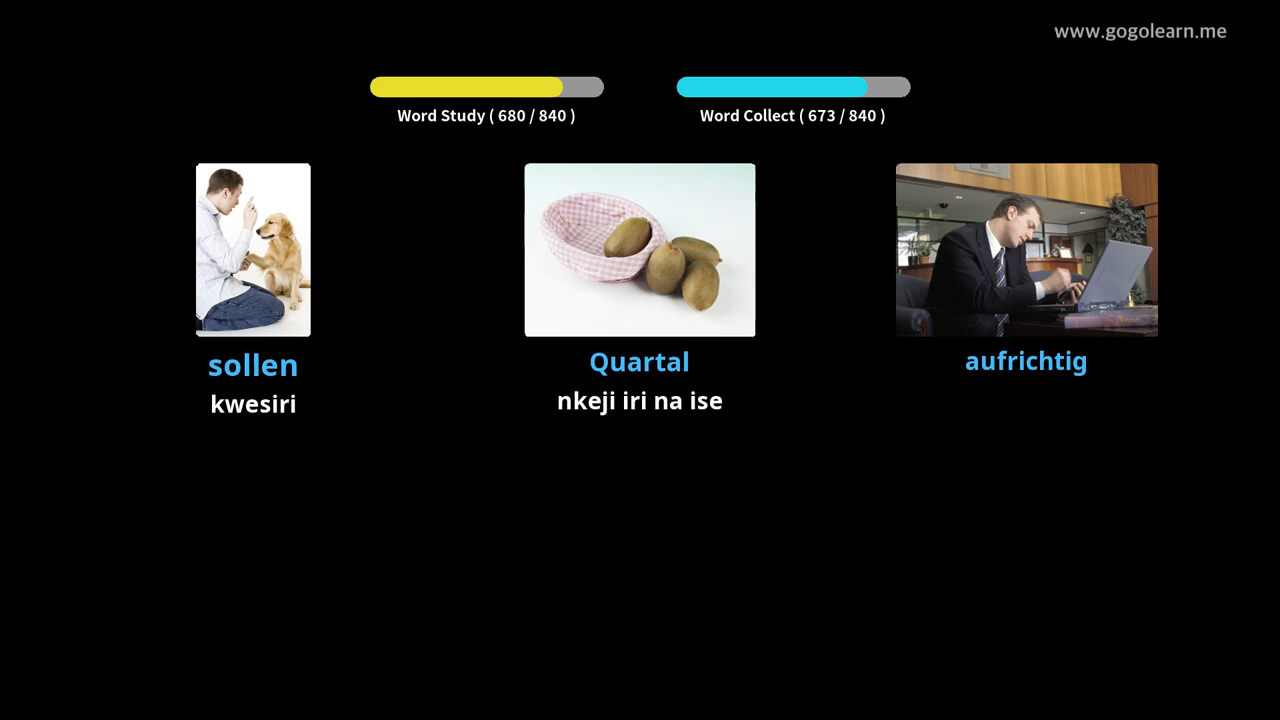 www.gogolearn.me
Word Study ( 680 / 840 )
Word Collect ( 673 / 840 )
sollen
kwesiri
Quartal
nkeji iri na ise
aufrichtig